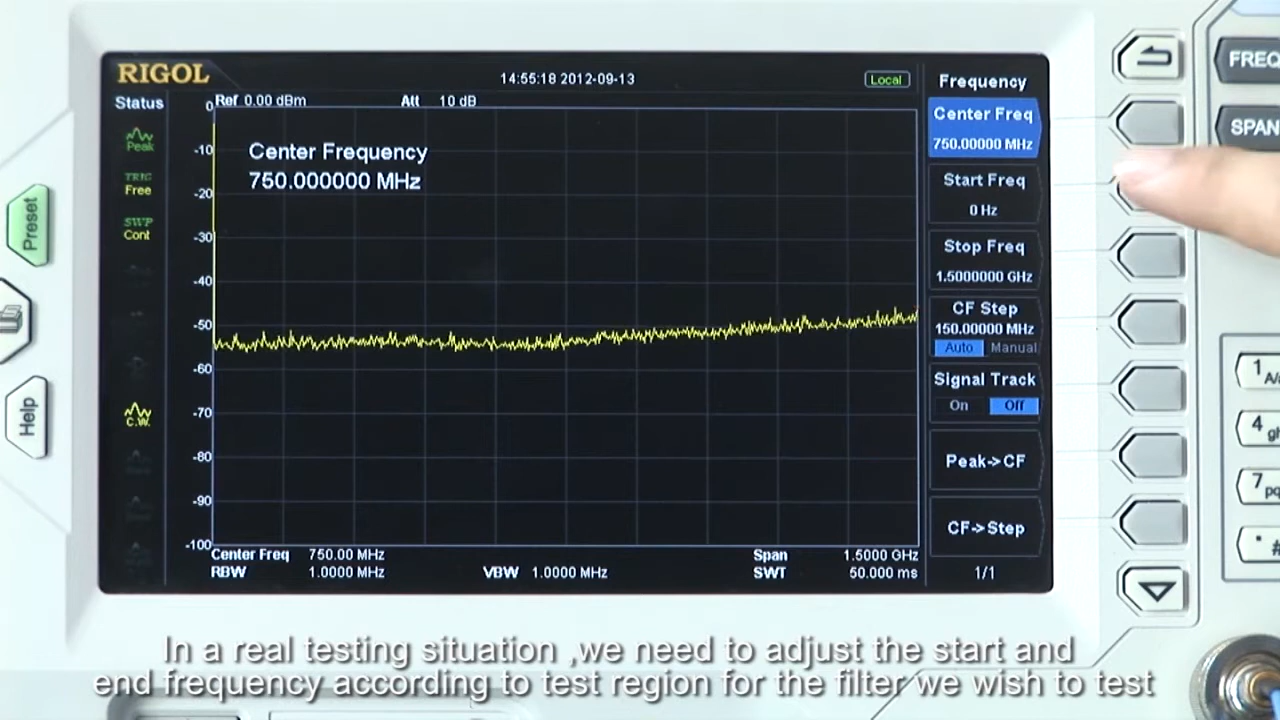 RIGOL
14:55:18 2012-09-13
Local
Status
Ref 0.00 dBm
Att 10 dB
Peak
TRIG
Free
SWP
Cont
C.W.
Center Frequency
750.000000 MHz
0
-10
-20
-30
-40
-50
-60
-70
-80
-90
-100
Center Freq 750.00 MHz
Span 1.5000 GHz
RBW 1.0000 MHz
VBW 1.0000 MHz
SWT 50.000 ms
Frequency
Center Freq
750.00000 MHz
Start Freq
0 Hz
Stop Freq
1.5000000 GHz
CF Step
150.00000 MHz
Auto Manual
Signal Track
On Off
Peak->CF
CF->Step
1/1
Preset
Help
FREQ
SPAN
1
4
7
.
In a real testing situation ,we need to adjust the start and
end frequency according to test region for the filter we wish to test